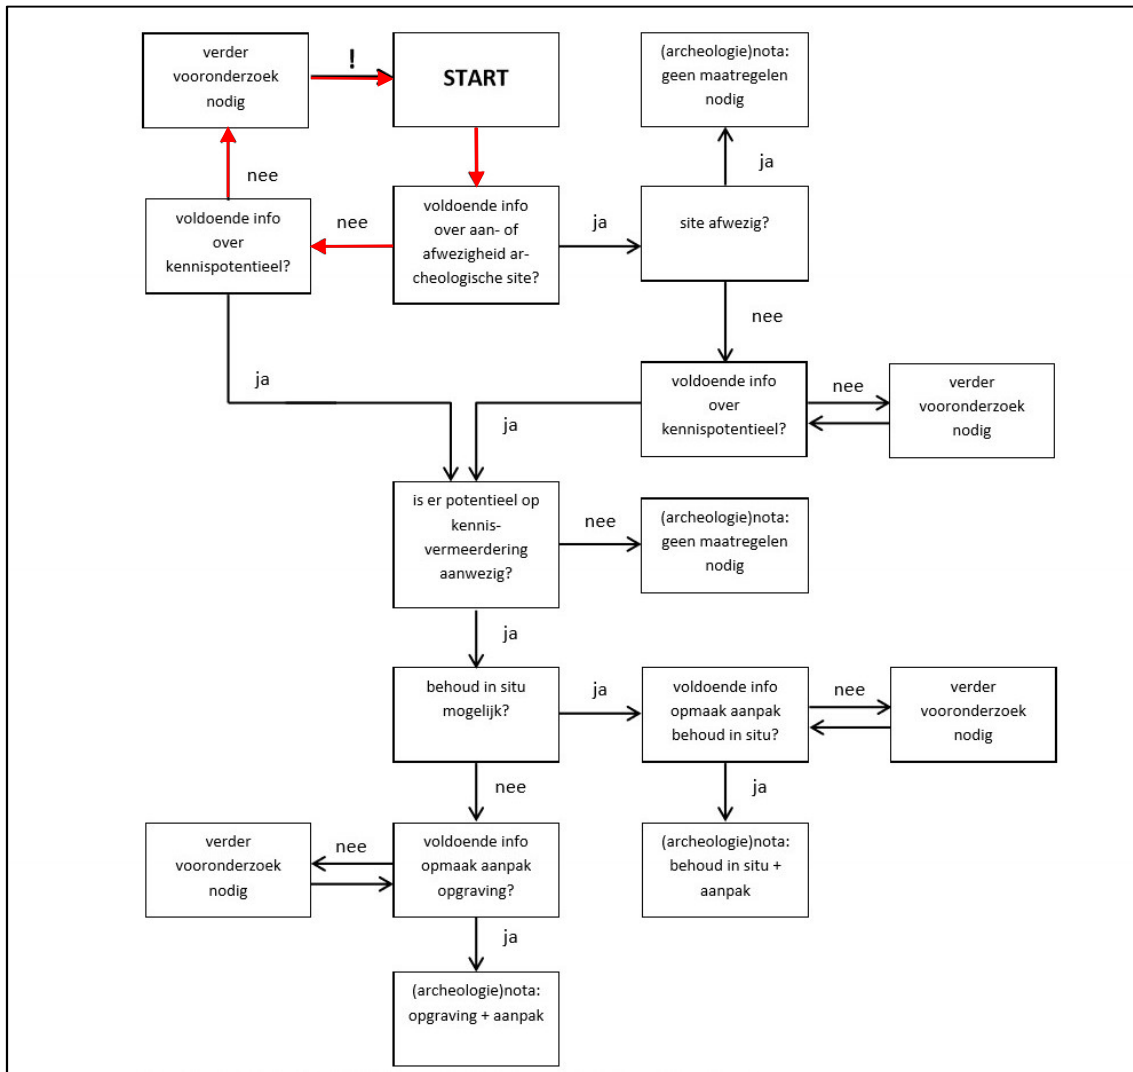 verder
vooronderzoek
nodig
!
START
(archeologie)nota:
geen maatregelen
nodig
nee
ja
voldoende info
over
kennispotentieel?
nee
voldoende info
over aan- of
afwezigheid ar-
cheologische site?
ja
site afwezig?
nee
ja
voldoende info
over
kennispotentieel?
nee
verder
vooronderzoek
nodig
ja
is er potentieel op
kennis-
vermeerdering
aanwezig?
nee
(archeologie)nota:
geen maatregelen
nodig
ja
behoud in situ
mogelijk?
ja
voldoende info
opmaak aanpak
behoud in situ?
nee
verder
vooronderzoek
nodig
nee
ja
verder
vooronderzoek
nodig
nee
voldoende info
opmaak aanpak
opgraving?
(archeologie)nota:
behoud in situ +
aanpak
ja
(archeologie)nota:
opgraving + aanpak